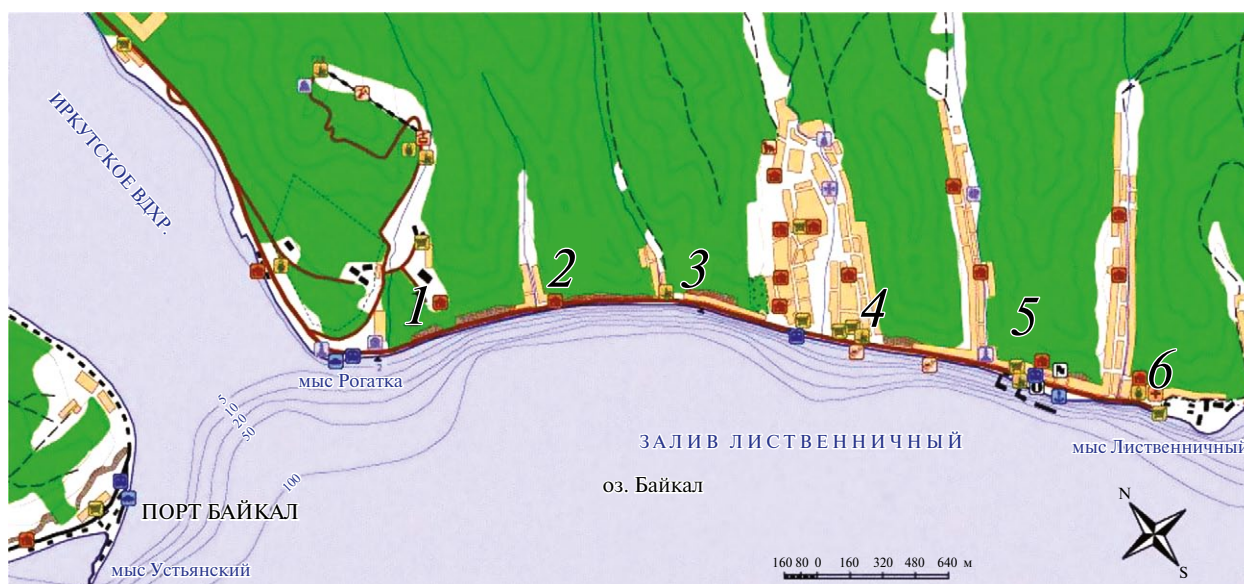 ИРКУТСКОЕ ВДХР.
1
2
3
4
5
6
мыс Рогатка
5
10
20
50
100
ЗАЛИВ ЛИСТВЕННИЧНЫЙ
мыс Лиственничный
оз. Байкал
ПОРТ БАЙКАЛ
мыс Устьянский
N
S
160 80 0 160 320 480 640 м